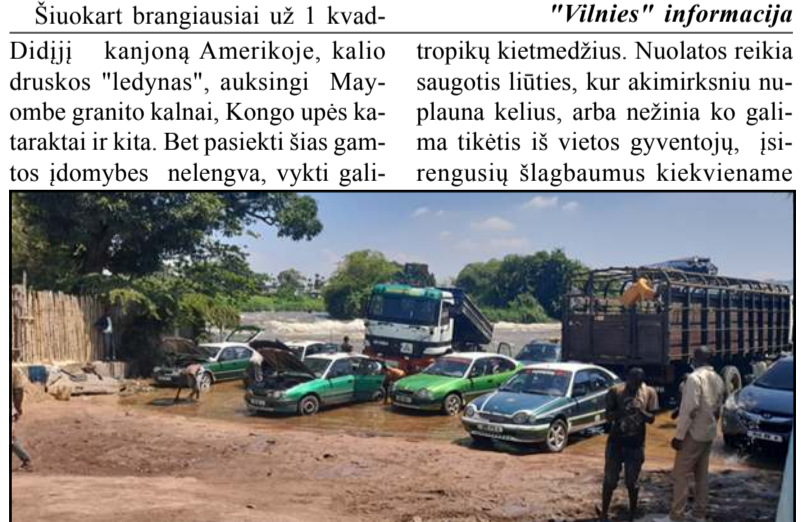 Šiuokart brangiausiai už 1 kvad-
"Vilnies" informacija
Didįjį kanjoną Amerikoje, kalio
druskos "ledynas", auksingi May-
ombe granito kalnai, Kongo upės ka-
taraktai ir kita. Bet pasiekti šias gam-
tos įdomybes nelengva, vykti gali-
tropikų kietmedžius. Nuolatos reikia
saugotis liūties, kur akimirksniu nu-
plauna kelius, arba nežinia ko gali-
ma tikėtis iš vietos gyventojų, įsi-
rengusių šlagbaumus kiekviename